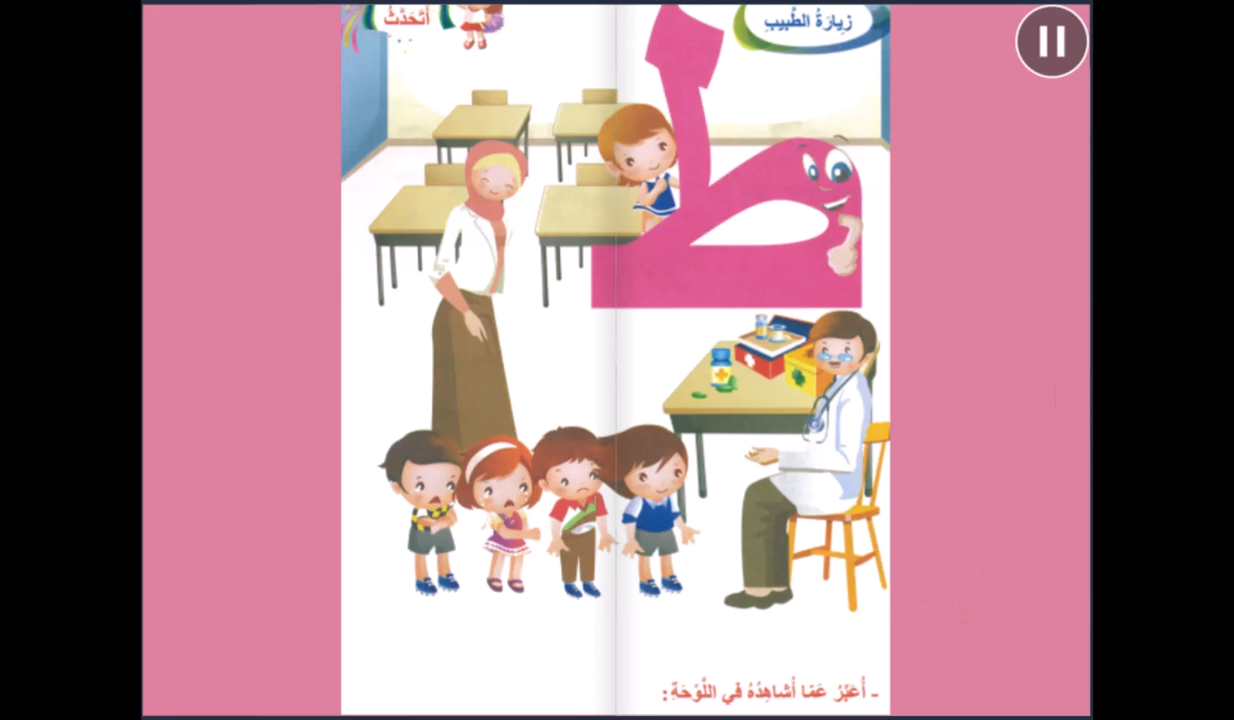 زِيارَةُ الطَّبيبِ
أَتَحَدَّثُ
ط
- أُعَبِّرُ عَمّا أُشاهِدُهُ في اللَّوْحَةِ: